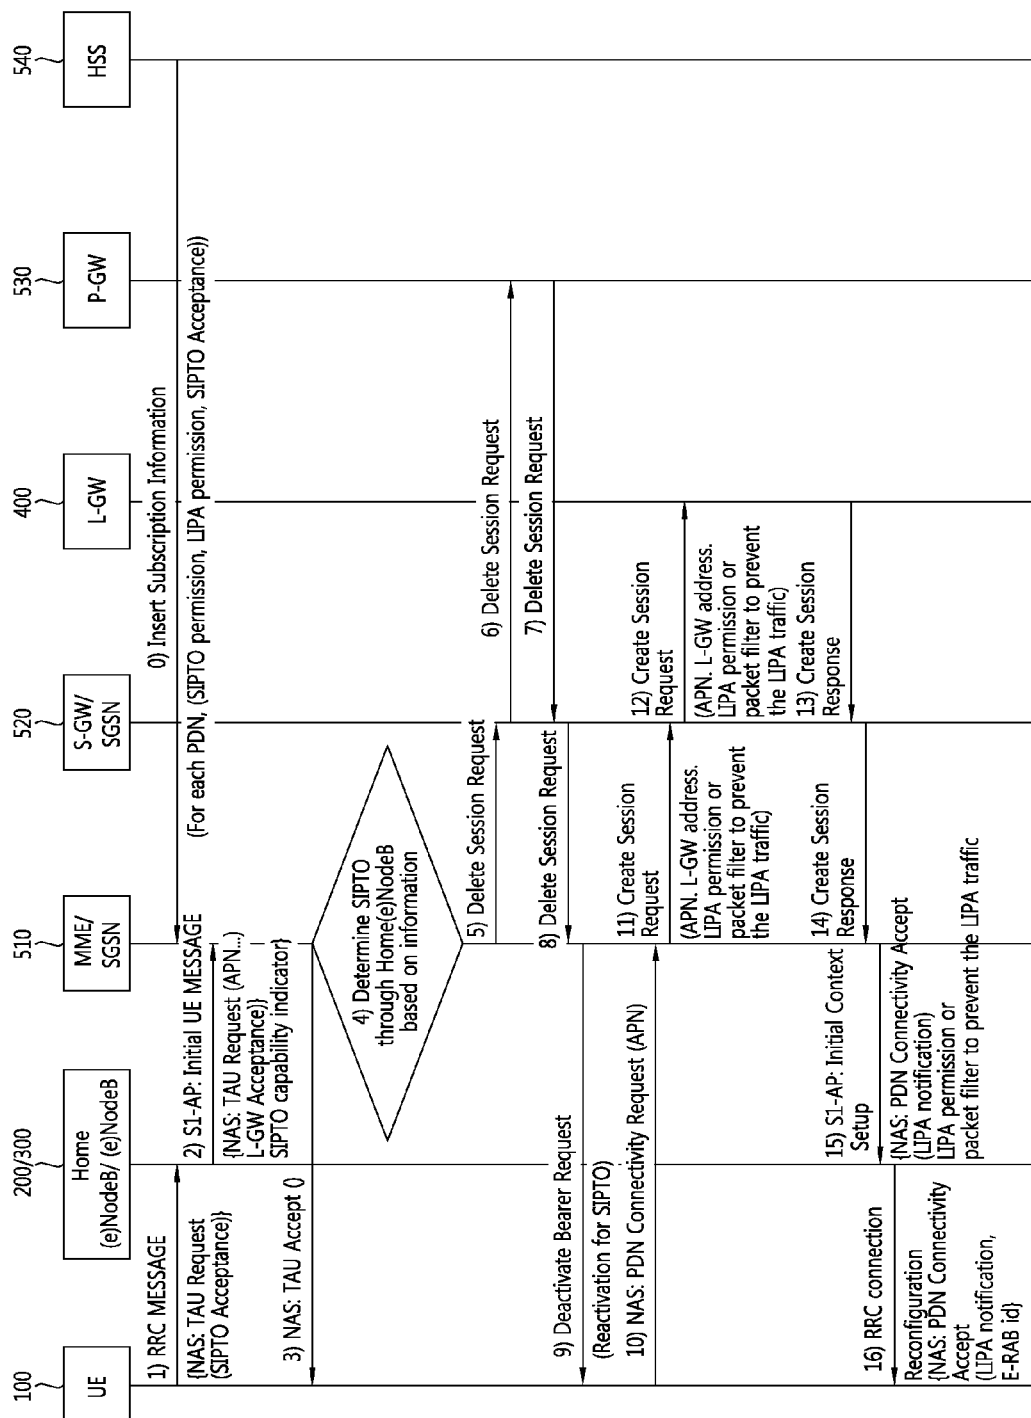 100
200/300
510
520
400
530
540
UE
Home
(e)NodeB/ (e)NodeB
MME/
SGSN
S-GW/
SGSN
L-GW
P-GW
HSS
0) Insert Subscription Information
(For each PDN, (SIPTO permission, LIPA permission, SIPTO Acceptance))
1) RRC MESSAGE
{NAS: TAU Request
(SIPTO Acceptance)}
2) S1-AP: Initial UE MESSAGE
{NAS: TAU Request (APN...)
L-GW Acceptance)}
SIPTO capability indicator}
3) NAS: TAU Accept ()
4) Determine SIPTO
through Home(e)NodeB
based on information
5) Delete Session Request
6) Delete Session Request
7) Delete Session Request
8) Delete Session Request
9) Deactivate Bearer Request
(Reactivation for SIPTO)
10) NAS: PDN Connectivity Request (APN)
11) Create Session
Request
(APN. L-GW address.
LIPA permission or
packet filter to prevent
the LIPA traffic)
12) Create Session
Request
(APN. L-GW address.
LIPA permission or
packet filter to prevent
the LIPA traffic)
13) Create Session
Response
14) Create Session
Response
15) S1-AP: Initial Context
Setup
{NAS: PDN Connectivity Accept
(LIPA notification)
LIPA permission or
packet filter to prevent the LIPA traffic
16) RRC connection
Reconfiguration
{NAS: PDN Connectivity
Accept
(LIPA notification,
E-RAB id}